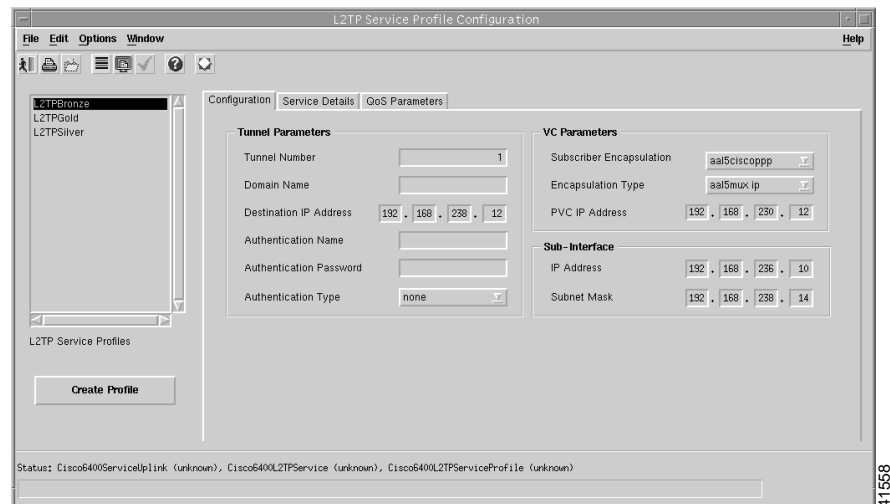 L2TP Service Profile Configuration
File Edit Options Window Help
L2TPBronze
L2TPGold
L2TPSilver
L2TP Service Profiles
Create Profile
Configuration Service Details QoS Parameters
Tunnel Parameters
Tunnel Number 1
Domain Name
Destination IP Address 192 . 168 . 238 . 12
Authentication Name
Authentication Password
Authentication Type none
VC Parameters
Subscriber Encapsulation aal5ciscoppp
Encapsulation Type aal5mux ip
PVC IP Address 192 . 168 . 230 . 12
Sub-Interface
IP Address 192 . 168 . 236 . 10
Subnet Mask 192 . 168 . 238 . 14
Status: Cisco6400ServiceUplink (unknown), Cisco6400L2TPService (unknown), Cisco6400L2TPServiceProfile (unknown)
41558